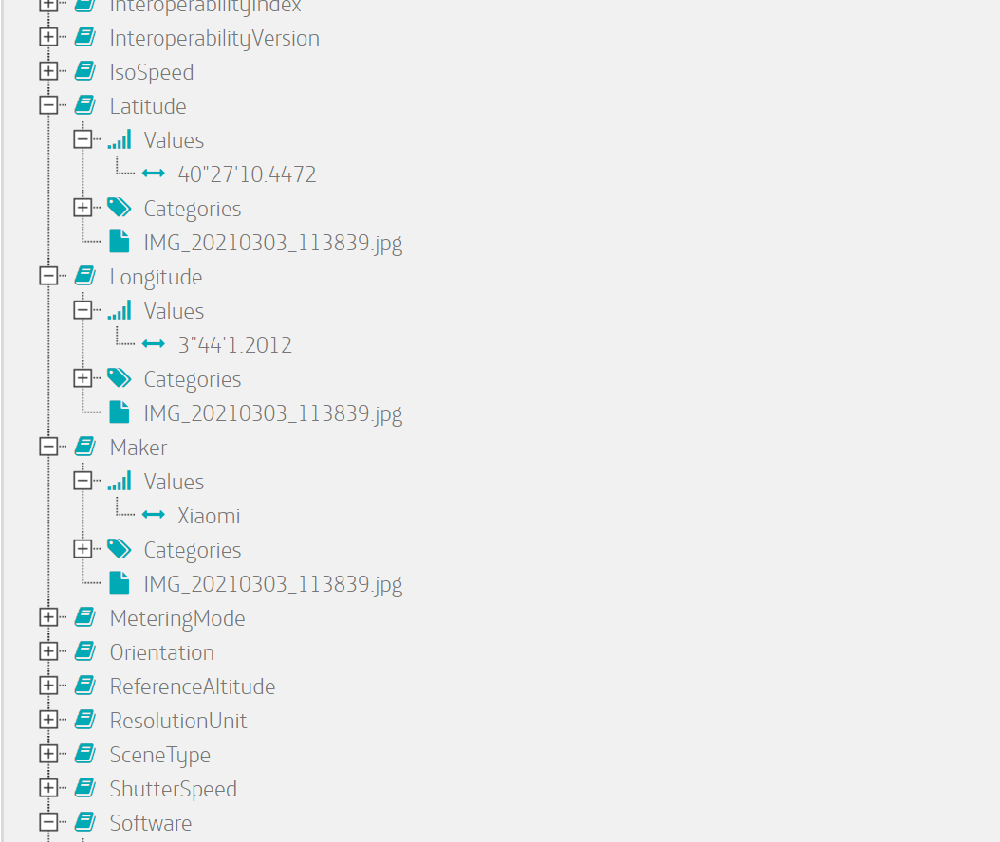 InteroperabilityIndex
InteroperabilityVersion
IsoSpeed
Latitude
Values
40"27'10.4472
Categories
IMG_20210303_113839.jpg
Longitude
Values
3"44'1.2012
Categories
IMG_20210303_113839.jpg
Maker
Values
Xiaomi
Categories
IMG_20210303_113839.jpg
MeteringMode
Orientation
ReferenceAltitude
ResolutionUnit
SceneType
ShutterSpeed
Software